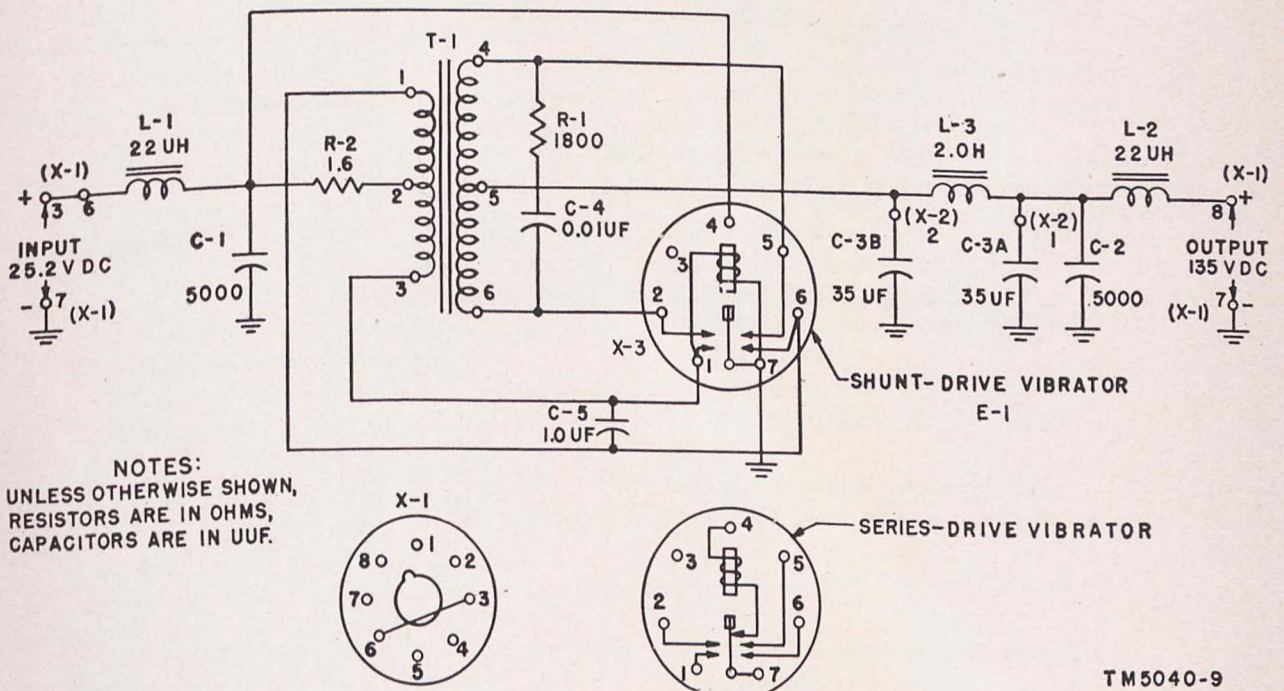 T-1
4
1
L-1
22 UH
R-2
1.6
R-1
1800
L-3
2.0H
L-2
22UH
(X-1)
+
3
6
2
5
C-4
0.01UF
(X-1)
+
8
INPUT
25.2 V DC
C-1
5000
3
6
4
3
5
2
6
X-3
1
7
C-3B
35 UF
(X-2)
2
C-3A
35UF
(X-2)
1
C-2
.5000
OUTPUT
135 VDC
-
7
(X-1)
(X-1)
7
-
SHUNT-DRIVE VIBRATOR
E-1
C-5
1.0 UF
NOTES:
UNLESS OTHERWISE SHOWN,
RESISTORS ARE IN OHMS,
CAPACITORS ARE IN UUF.
X-1
1
2
3
4
5
6
7
8
SERIES-DRIVE VIBRATOR
4
3
5
2
6
1
7
TM5040-9